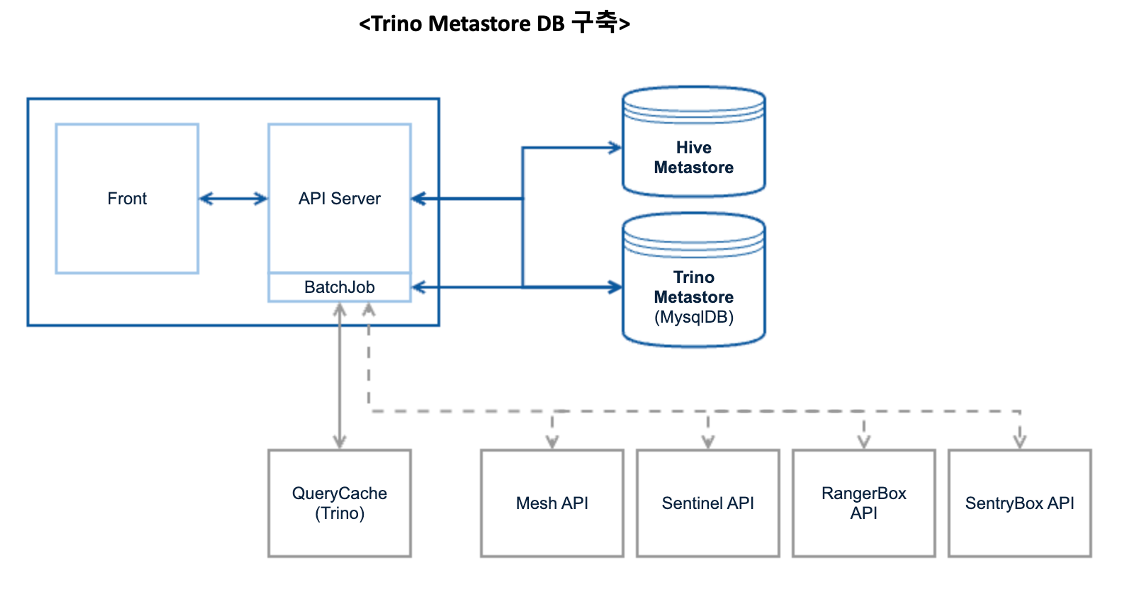 <Trino Metastore DB 구축>
Front
API Server
BatchJob
Hive
Metastore
Trino
Metastore
(MysqlDB)
QueryCache
(Trino)
Mesh API
Sentinel API
RangerBox
API
SentryBox API